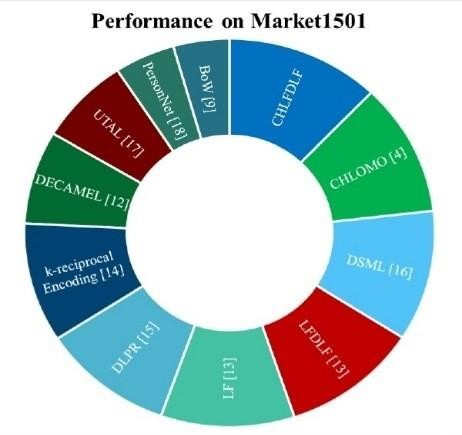 Performance on Market1501
CHLFDLF
CHLOMO [4]
DSML [16]
LFDLF [13]
LF [13]
DLPR [15]
k-reciprocal
Encoding [14]
DECAMEL [12]
UTAL [17]
PersonNet [18]
BoW [9]